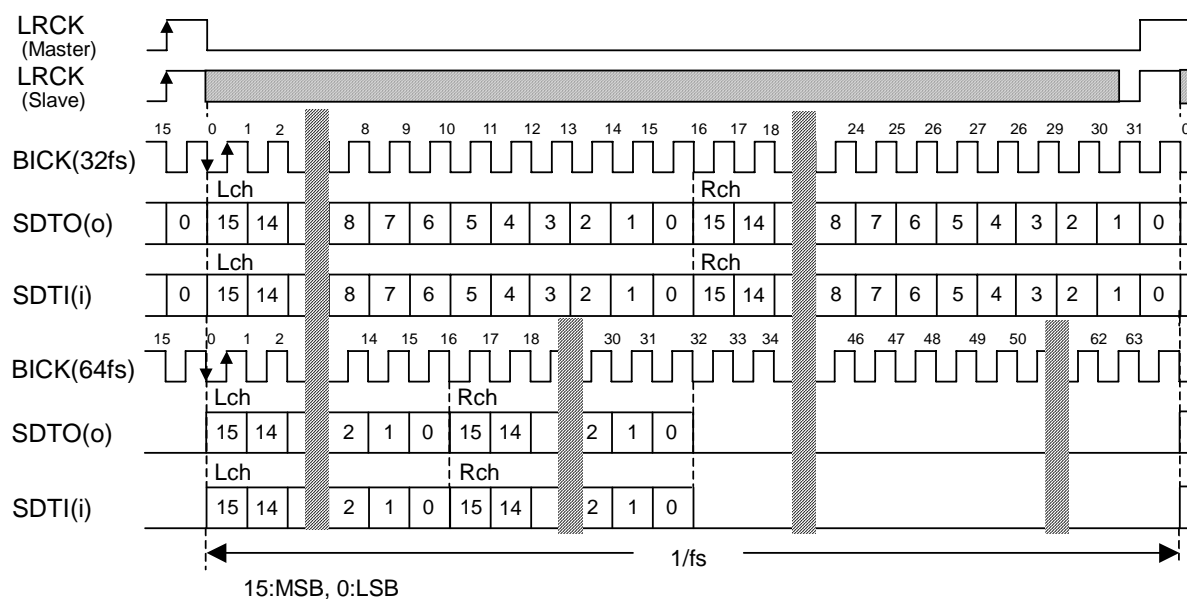 LRCK
(Master)
LRCK
(Slave)
15 0 1 2 8 9 10 11 12 13 14 15 16 17 18 24 25 26 27 26 29 30 31 0
BICK(32fs)
Lch Rch
SDTO(o) 0 15 14 8 7 6 5 4 3 2 1 0 15 14 8 7 6 5 4 3 2 1 0
Lch Rch
SDTI(i) 0 15 14 8 7 6 5 4 3 2 1 0 15 14 8 7 6 5 4 3 2 1 0
15 0 1 2 14 15 16 17 18 30 31 32 33 34 46 47 48 49 50 62 63
BICK(64fs)
Lch Rch
SDTO(o) 15 14 2 1 0 15 14 2 1 0
Lch Rch
SDTI(i) 15 14 2 1 0 15 14 2 1 0
1/fs
15:MSB, 0:LSB